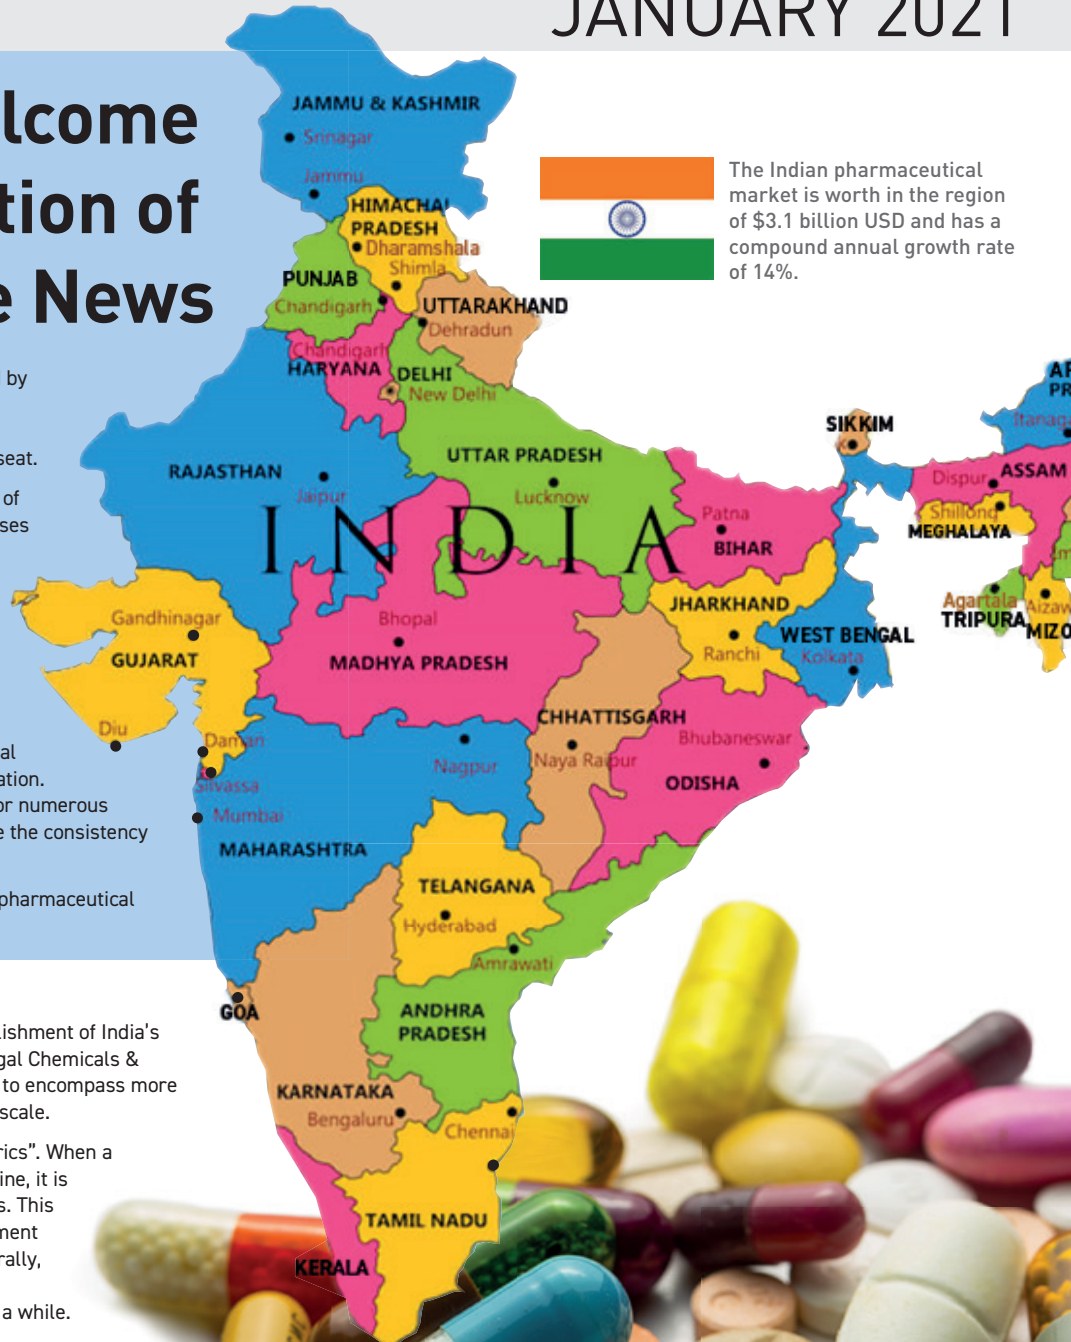 JANUARY 2021
lcome
tion of
e News
by
seat.
of
ses
al
ation.
or numerous
e the consistency
pharmaceutical
lishment of India's
gal Chemicals &
to encompass more
scale.
rics”. When a
ine, it is
s. This
ment
rally,
a while.
The Indian pharmaceutical
market is worth in the region
of $3.1 billion USD and has a
compound annual growth rate
of 14%.
JAMMU & KASHMIR
Srinagar
Jammu
HIMACHAL
PRADESH
Dharamshala
Shimla
PUNJAB
Chandigarh
UTTARAKHAND
Dehradun
Chandigarh
HARYANA
DELHI
New Delhi
SIKKIM
AR
PR
Itanag
RAJASTHAN
Jaipur
UTTAR PRADESH
Lucknow
INDIA
Patna
BIHAR
Dispur
ASSAM
Shillong
MEGHALAYA
Agartala
TRIPURA
Aizaw
MIZO
Gandhinagar
GUJARAT
Diu
Daman
Silvassa
Bhopal
MADHYA PRADESH
JHARKHAND
Ranchi
WEST BENGAL
Kolkata
CHHATTISGARH
Naya Raipur
Bhubaneswar
ODISHA
Nagpur
Mumbai
MAHARASHTRA
TELANGANA
Hyderabad
Amrawati
GOA
ANDHRA
PRADESH
KARNATAKA
Bengaluru
Chennai
TAMIL NADU
KERALA